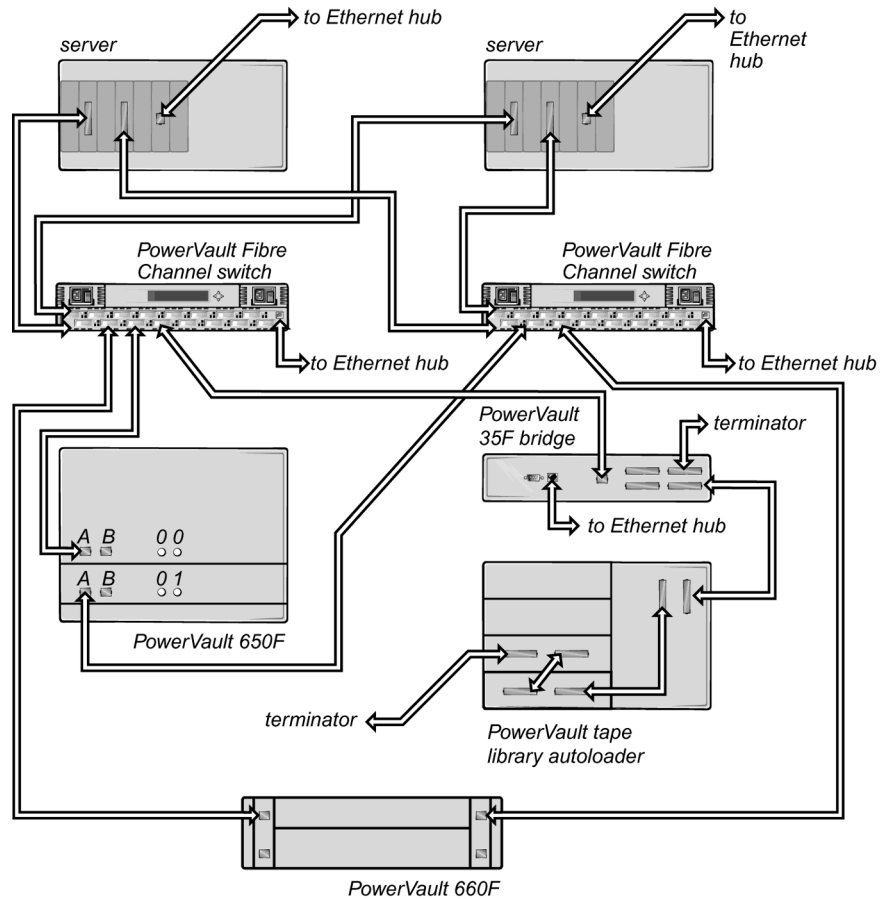 to Ethernet hub
to
Ethernet
hub
server
server
PowerVault Fibre
Channel switch
PowerVault Fibre
Channel switch
to Ethernet hub
to Ethernet hub
PowerVault
35F bridge
terminator
to Ethernet hub
A B 0 0
A B 0 1
PowerVault 650F
terminator
PowerVault tape
library autoloader
PowerVault 660F